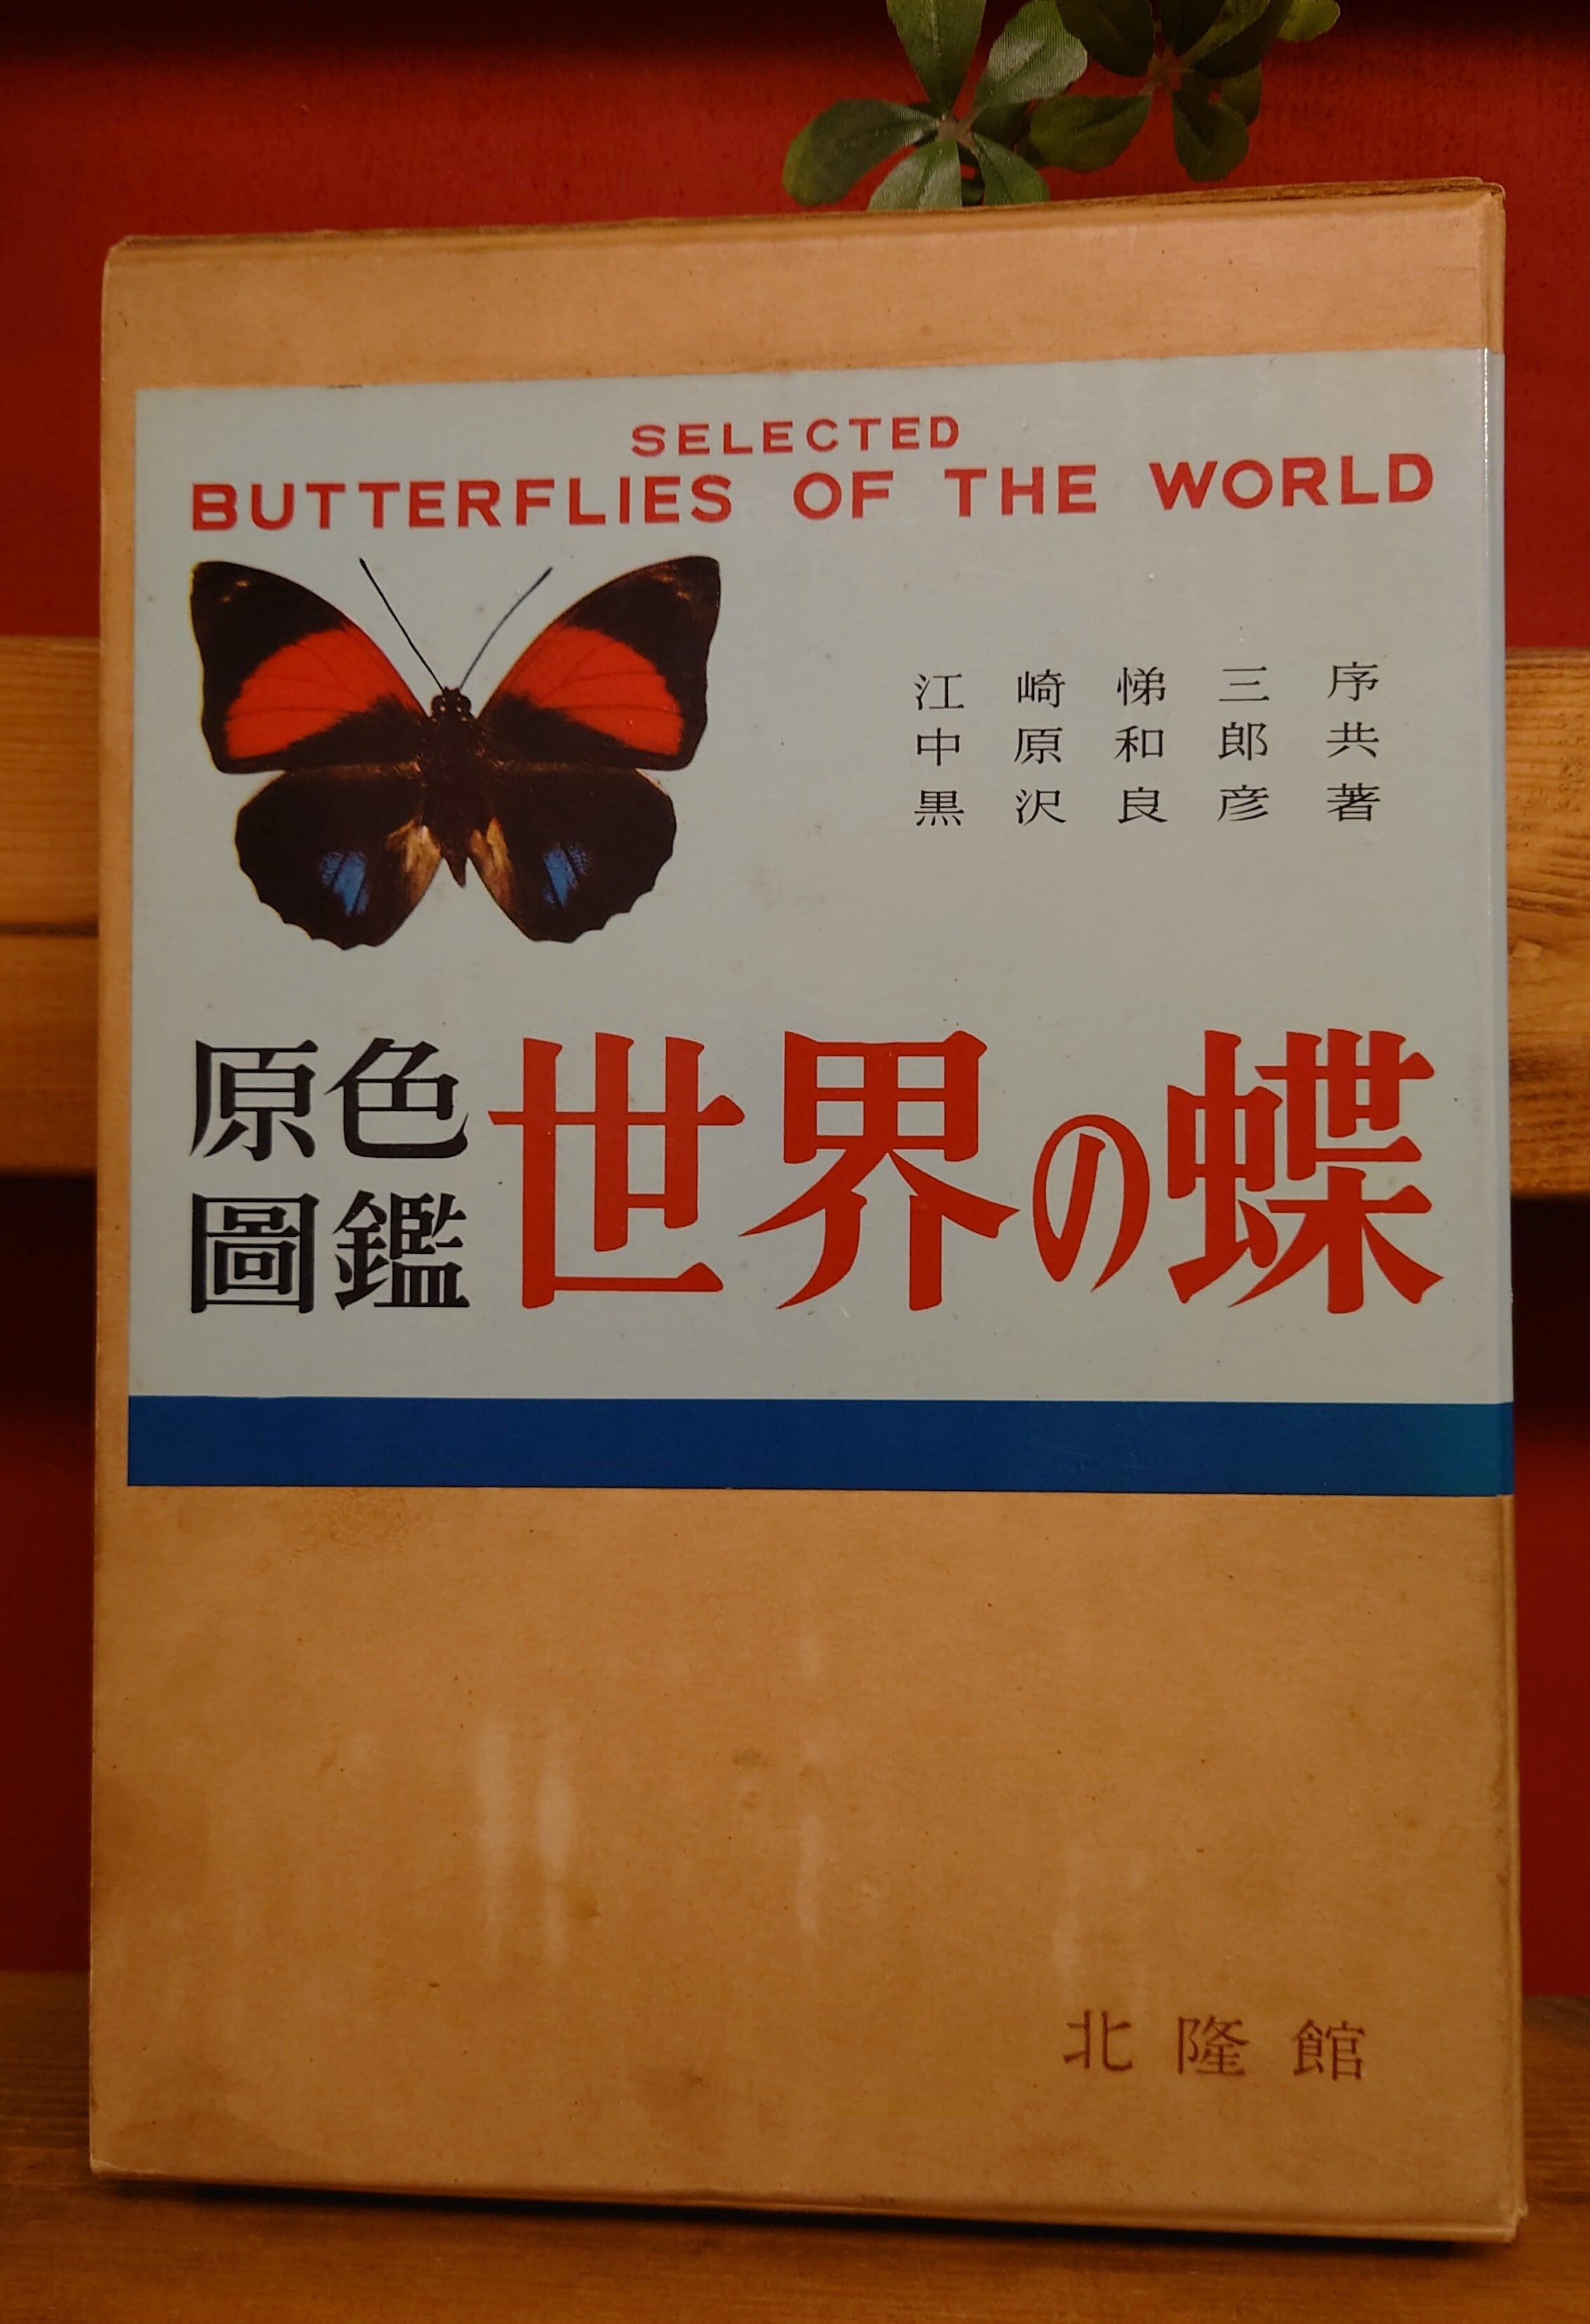 SELECTED
BUTTERFLIES OF THE WORLD
江崎悌三序
中原和郎共
黒沢良彦著
原色
圖鑑
世界の蝶
北隆館